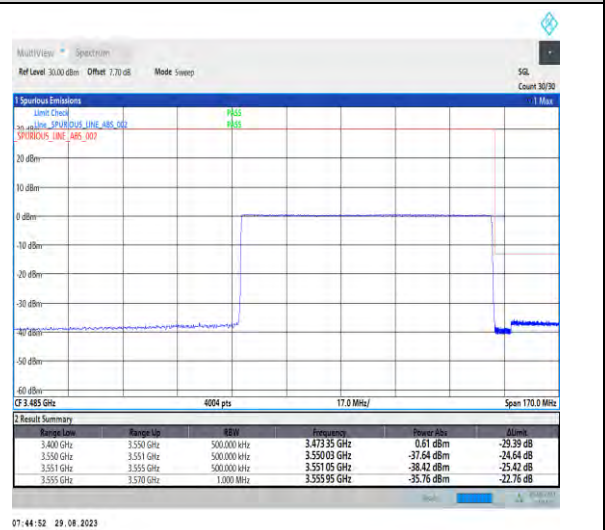 MultiView Spectrum
Ref Level 30.00 dBm Offset 7.70 dB Mode Sweep SGL
Count 30/30
1 Spurious Emissions 1 Max
Limit Check PASS
Line _SPURIOUS_LINE_ABS_002 PASS
_SPURIOUS_LINE_ABS_002
20 dBm
10 dBm
0 dBm
-10 dBm
-20 dBm
-30 dBm
-40 dBm
-50 dBm
-60 dBm
CF 3.485 GHz 4004 pts 17.0 MHz/ Span 170.0 MHz
2 Result Summary
Range Low Range Up RBW Frequency Power Abs ΔLimit
3.400 GHz 3.550 GHz 500.000 kHz 3.47335 GHz 0.61 dBm -29.39 dB
3.550 GHz 3.551 GHz 500.000 kHz 3.55003 GHz -37.64 dBm -24.64 dB
3.551 GHz 3.555 GHz 500.000 kHz 3.55105 GHz -38.42 dBm -25.42 dB
3.555 GHz 3.570 GHz 1.000 MHz 3.55595 GHz -35.76 dBm -22.76 dB
07:44:52 29.08.2023